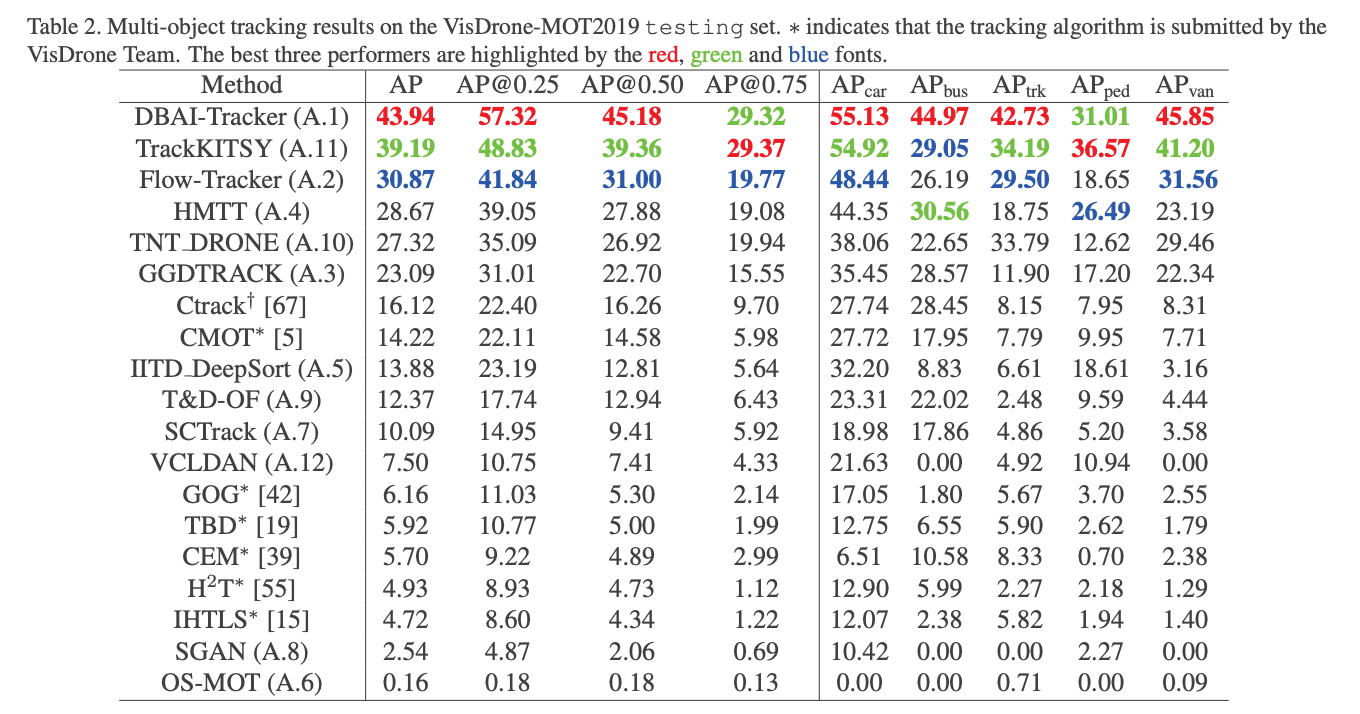 Table 2. Multi-object tracking results on the VisDrone-MOT2019 testing set. * indicates that the tracking algorithm is submitted by the
VisDrone Team. The best three performers are highlighted by the red, green and blue fonts.
Method AP AP@0.25 AP@0.50 AP@0.75 APcar APbus APtrk APped APvan
DBAI-Tracker (A.1) 43.94 57.32 45.18 29.32 55.13 44.97 42.73 31.01 45.85
TrackKITSY (A.11) 39.19 48.83 39.36 29.37 54.92 29.05 34.19 36.57 41.20
Flow-Tracker (A.2) 30.87 41.84 31.00 19.77 48.44 26.19 29.50 18.65 31.56
HMTT (A.4) 28.67 39.05 27.88 19.08 44.35 30.56 18.75 26.49 23.19
TNT_DRONE (A.10) 27.32 35.09 26.92 19.94 38.06 22.65 33.79 12.62 29.46
GGDTRACK (A.3) 23.09 31.01 22.70 15.55 35.45 28.57 11.90 17.20 22.34
Ctrack† [67] 16.12 22.40 16.26 9.70 27.74 28.45 8.15 7.95 8.31
CMOT* [5] 14.22 22.11 14.58 5.98 27.72 17.95 7.79 9.95 7.71
IITD_DeepSort (A.5) 13.88 23.19 12.81 5.64 32.20 8.83 6.61 18.61 3.16
T&D-OF (A.9) 12.37 17.74 12.94 6.43 23.31 22.02 2.48 9.59 4.44
SCTrack (A.7) 10.09 14.95 9.41 5.92 18.98 17.86 4.86 5.20 3.58
VCLDAN (A.12) 7.50 10.75 7.41 4.33 21.63 0.00 4.92 10.94 0.00
GOG* [42] 6.16 11.03 5.30 2.14 17.05 1.80 5.67 3.70 2.55
TBD* [19] 5.92 10.77 5.00 1.99 12.75 6.55 5.90 2.62 1.79
CEM* [39] 5.70 9.22 4.89 2.99 6.51 10.58 8.33 0.70 2.38
H²T* [55] 4.93 8.93 4.73 1.12 12.90 5.99 2.27 2.18 1.29
IHTLS* [15] 4.72 8.60 4.34 1.22 12.07 2.38 5.82 1.94 1.40
SGAN (A.8) 2.54 4.87 2.06 0.69 10.42 0.00 0.00 2.27 0.00
OS-MOT (A.6) 0.16 0.18 0.18 0.13 0.00 0.00 0.71 0.00 0.09